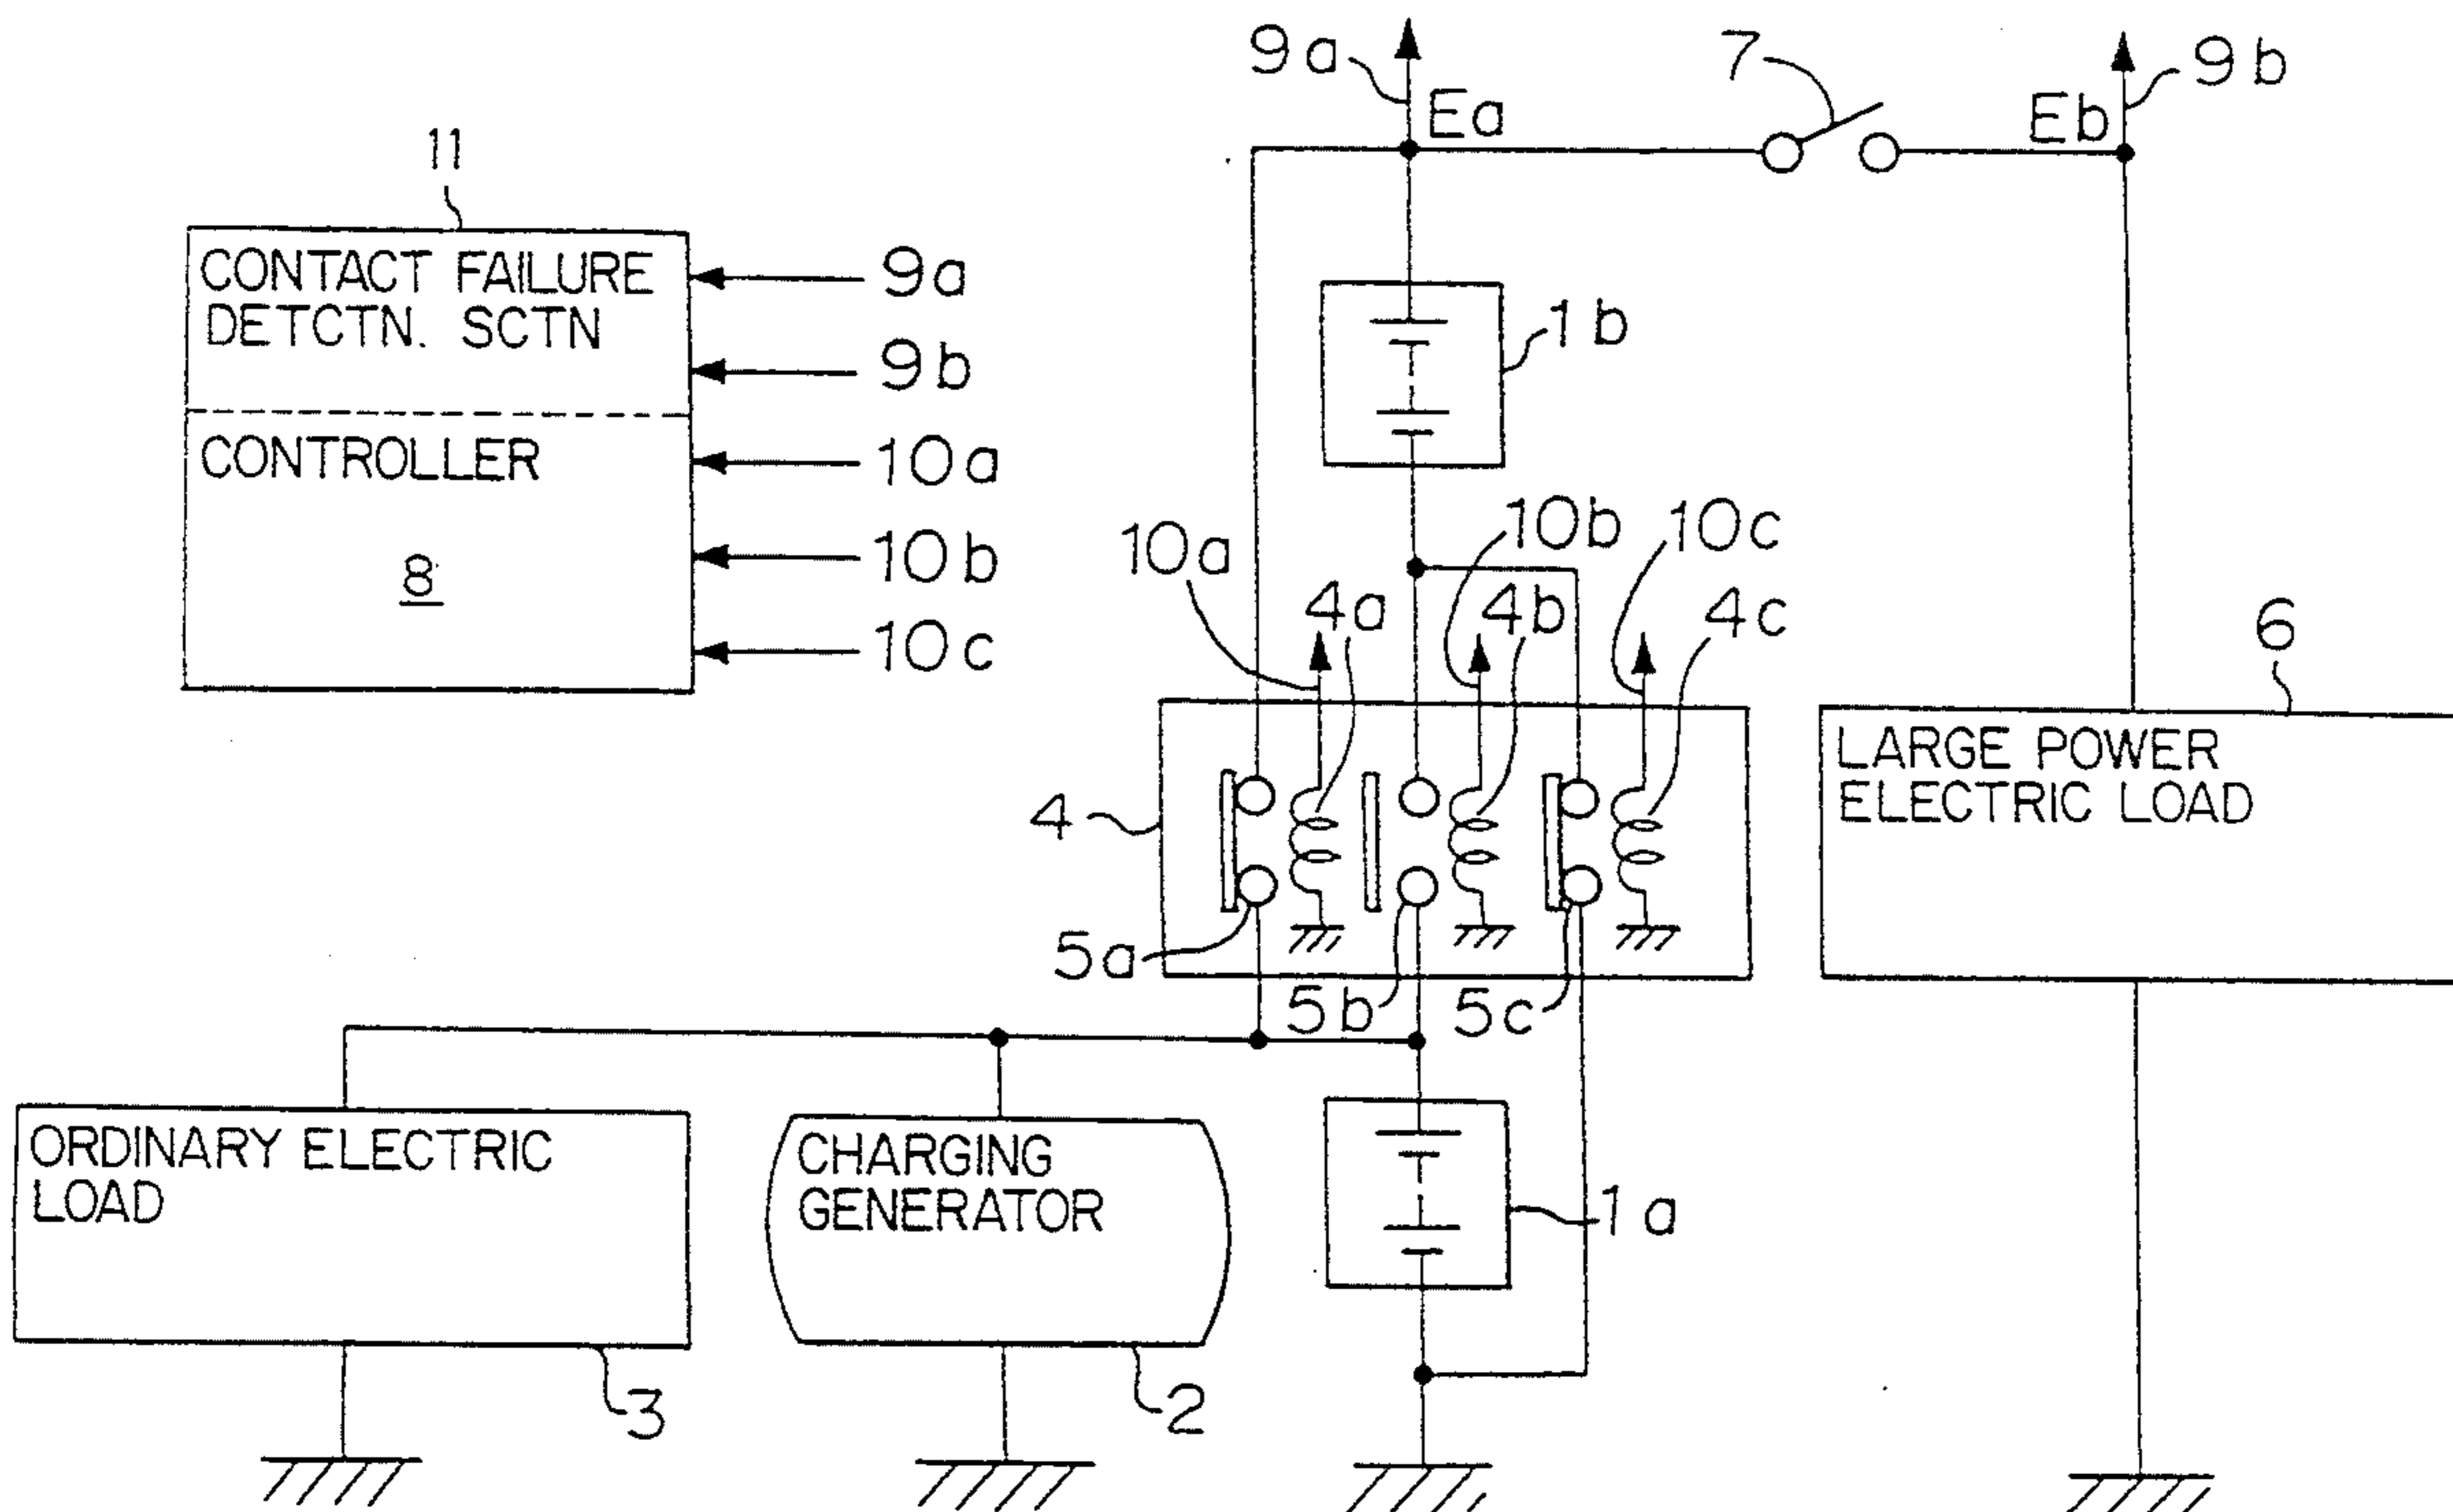 9a
7
9b
Ea
Eb
11
CONTACT FAILURE
DETCTN. SCTN
9a
9b
CONTROLLER
10a
8
10b
10c
1b
10a
10b
10c
4a
4b
4c
6
LARGE POWER
ELECTRIC LOAD
4
5a
5b
5c
ORDINARY ELECTRIC
LOAD
CHARGING
GENERATOR
1a
3
2